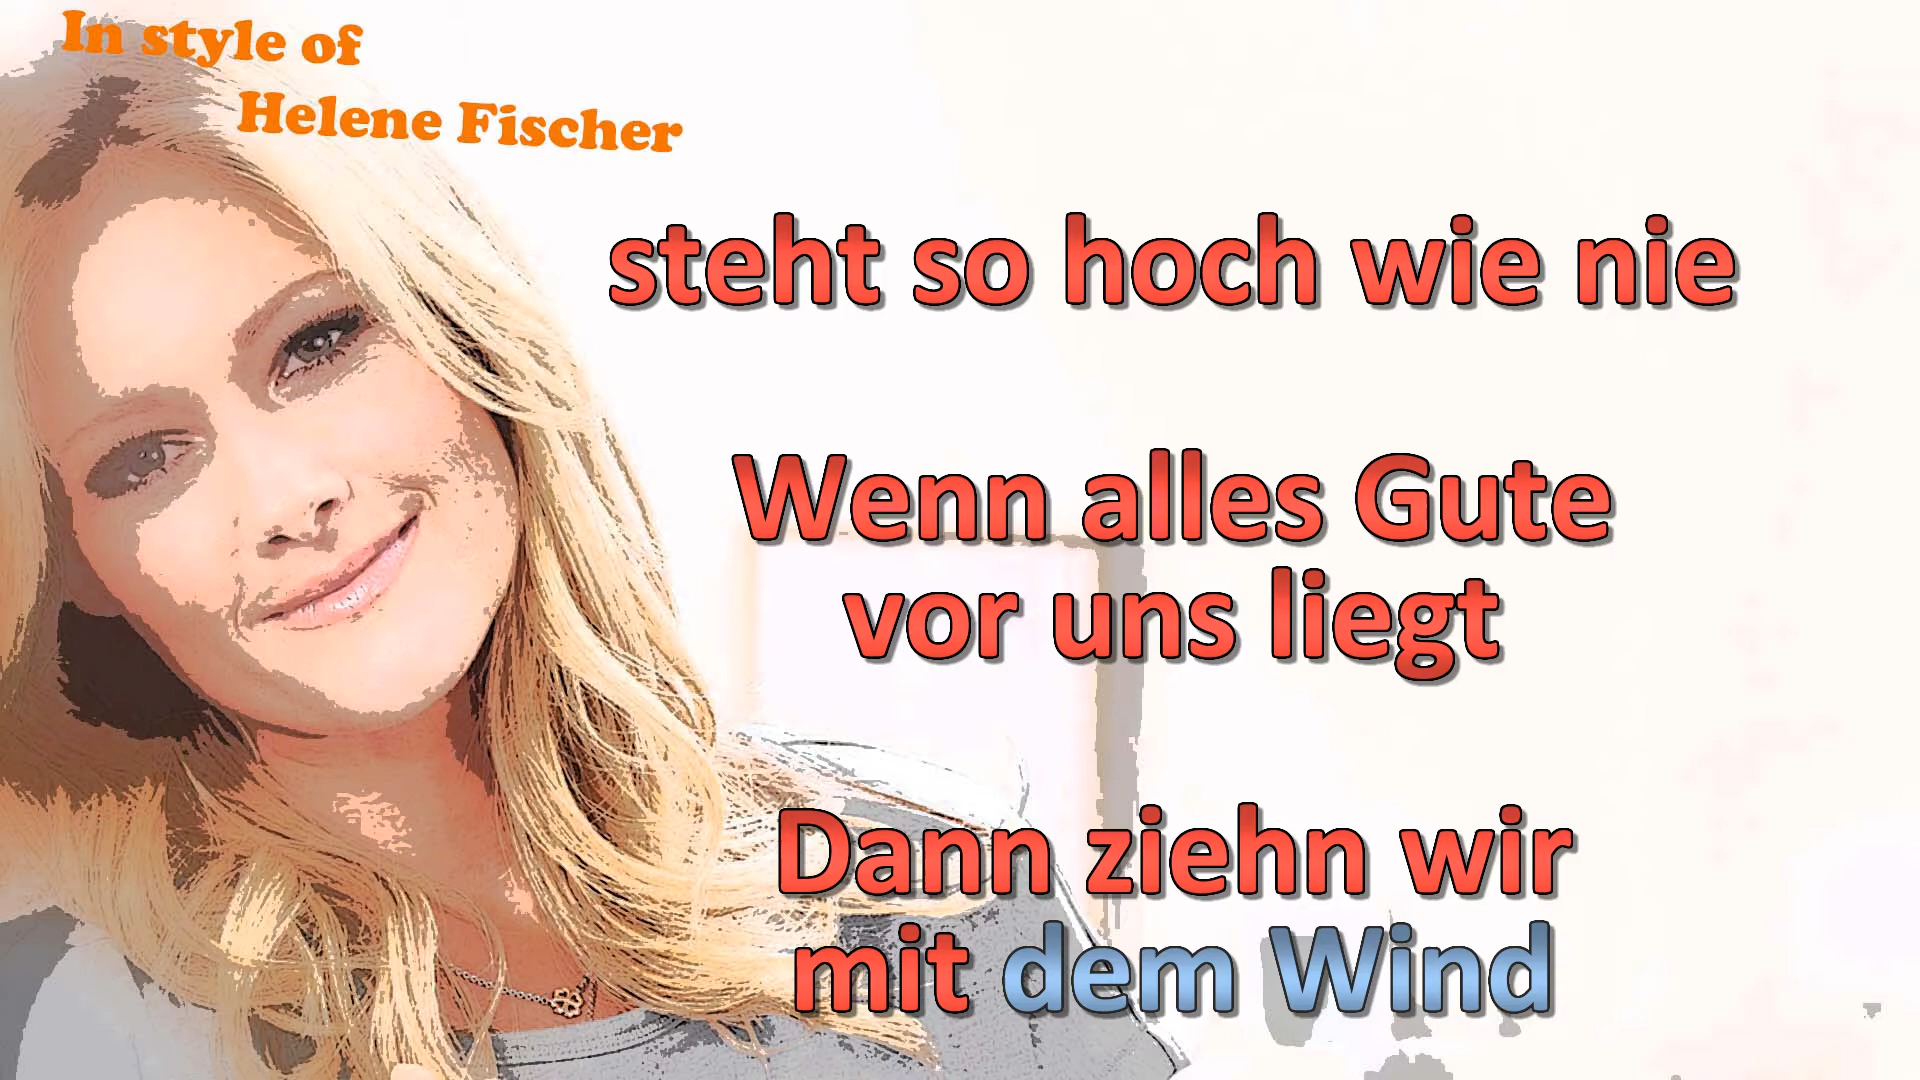 In style of
Helene Fischer
steht so hoch wie nie
Wenn alles Gute
vor uns liegt
Dann ziehn wir
mit dem Wind